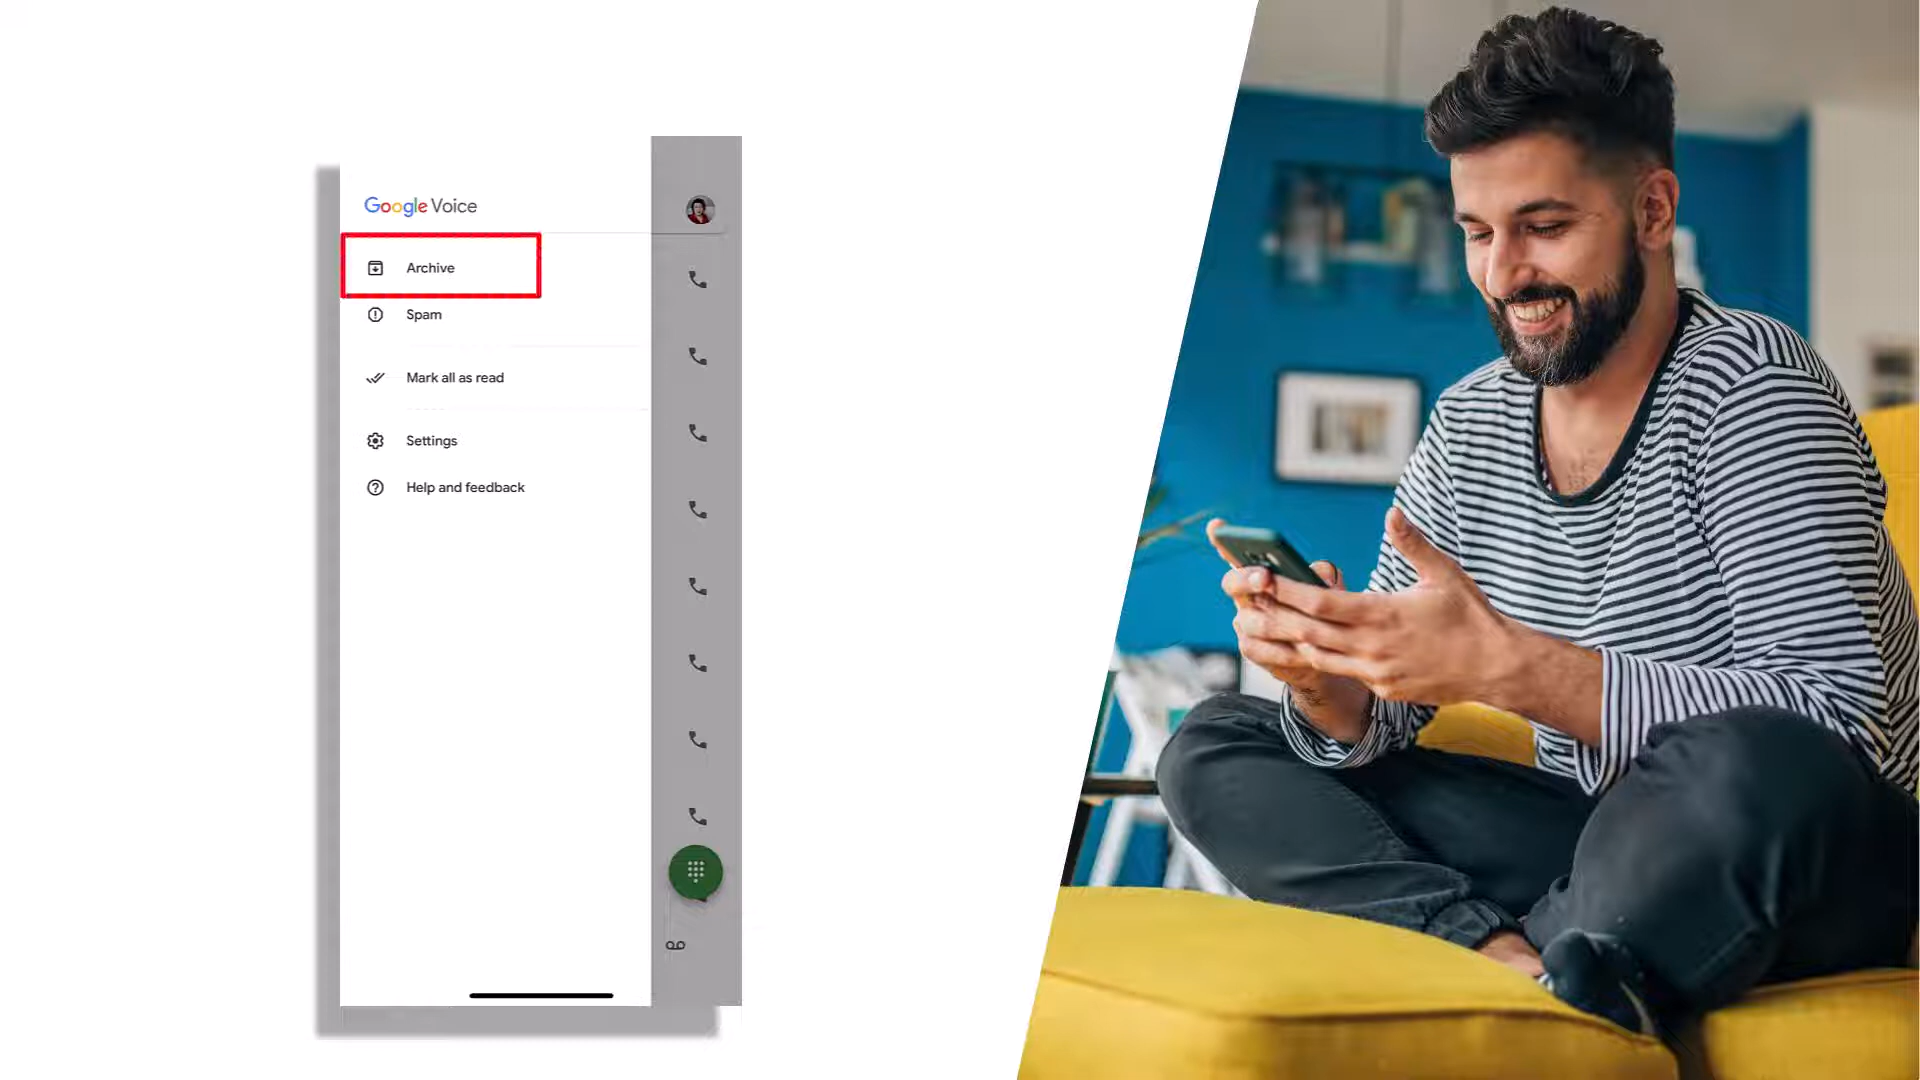 Google Voice
Archive
Spam
Mark all as read
Settings
Help and feedback